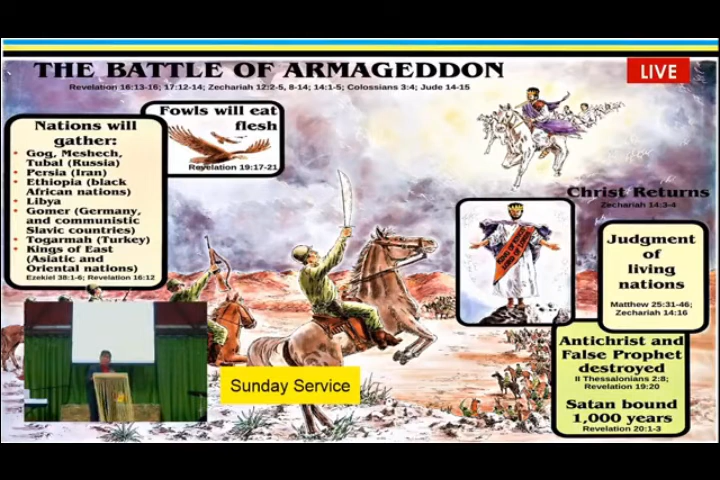 THE BATTLE OF ARMAGEDDON
LIVE
Revelation 16:13-16; 17:12-14; Zechariah 12:2-5, 8-14; 14:1-5; Colossians 3:4; Jude 14-15
Fowls will eat
flesh
Revelation 19:17-21
Nations will
gather:
• Gog, Meshech,
Tubal (Russia)
• Persia (Iran)
• Ethiopia (black
African nations)
• Libya
• Gomer (Germany,
and communistic
Slavic countries)
• Togarmah (Turkey)
• Kings of East
(Asiatic and
Oriental nations)
Ezekiel 38:1-6; Revelation 16:12
Christ Returns
Zechariah 14:3-4
Judgment
of
living
nations
Matthew 25:31-46;
Zechariah 14:16
Antichrist and
False Prophet
destroyed
II Thessalonians 2:8;
Revelation 19:20
Satan bound
1,000 years
Revelation 20:1-3
Sunday Service